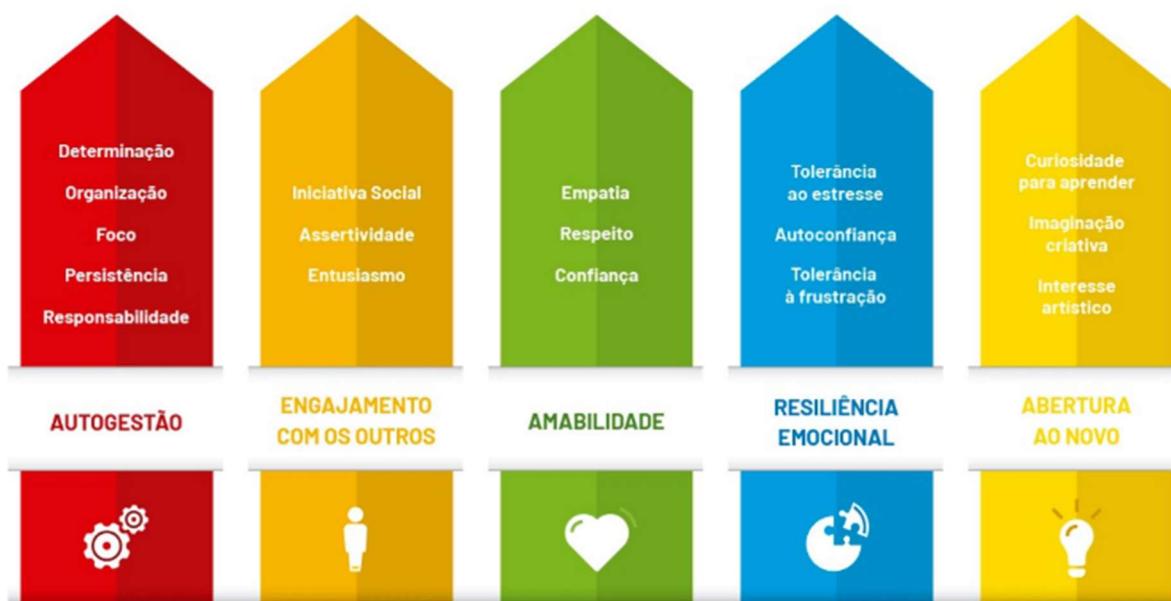 Determinação
Organização
Foco
Persistência
Responsabilidade
AUTOGESTÃO
Iniciativa Social
Assertividade
Entusiasmo
ENGAJAMENTO
COM OS OUTROS
Empatia
Respeito
Confiança
AMABILIDADE
Tolerância
ao estresse
Autoconfiança
Tolerância
à frustração
RESILIÊNCIA
EMOCIONAL
Curiosidade
para aprender
Imaginação
criativa
Interesse
artístico
ABERTURA
AO NOVO